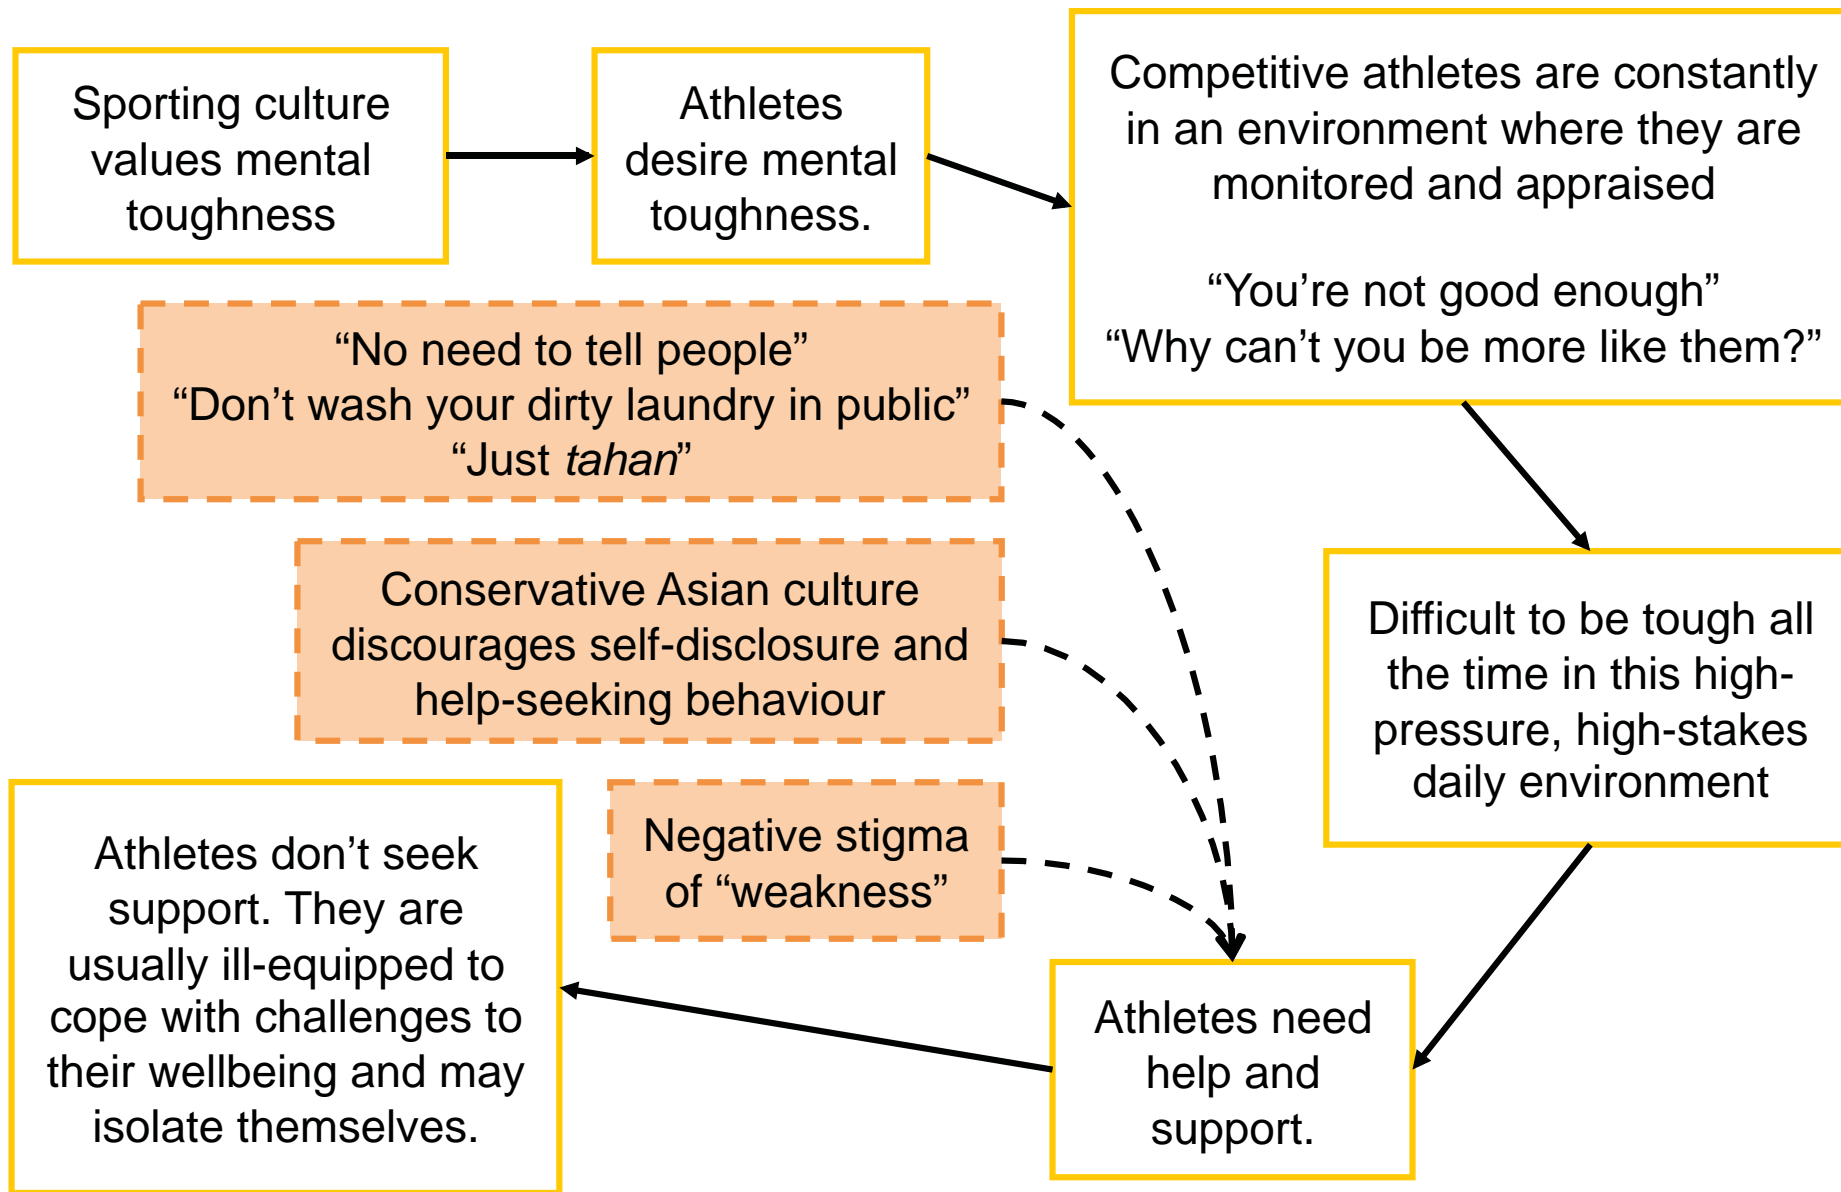 Sporting culture
values mental
toughness
Athletes
desire mental
toughness.
Competitive athletes are constantly
in an environment where they are
monitored and appraised
“You’re not good enough”
“Why can’t you be more like them?”
“No need to tell people”
“Don’t wash your dirty laundry in public”
“Just tahan”
Conservative Asian culture
discourages self-disclosure and
help-seeking behaviour
Difficult to be tough all
the time in this high-
pressure, high-stakes
daily environment
Negative stigma
of “weakness”
Athletes don’t seek
support. They are
usually ill-equipped to
cope with challenges to
their wellbeing and may
isolate themselves.
Athletes need
help and
support.